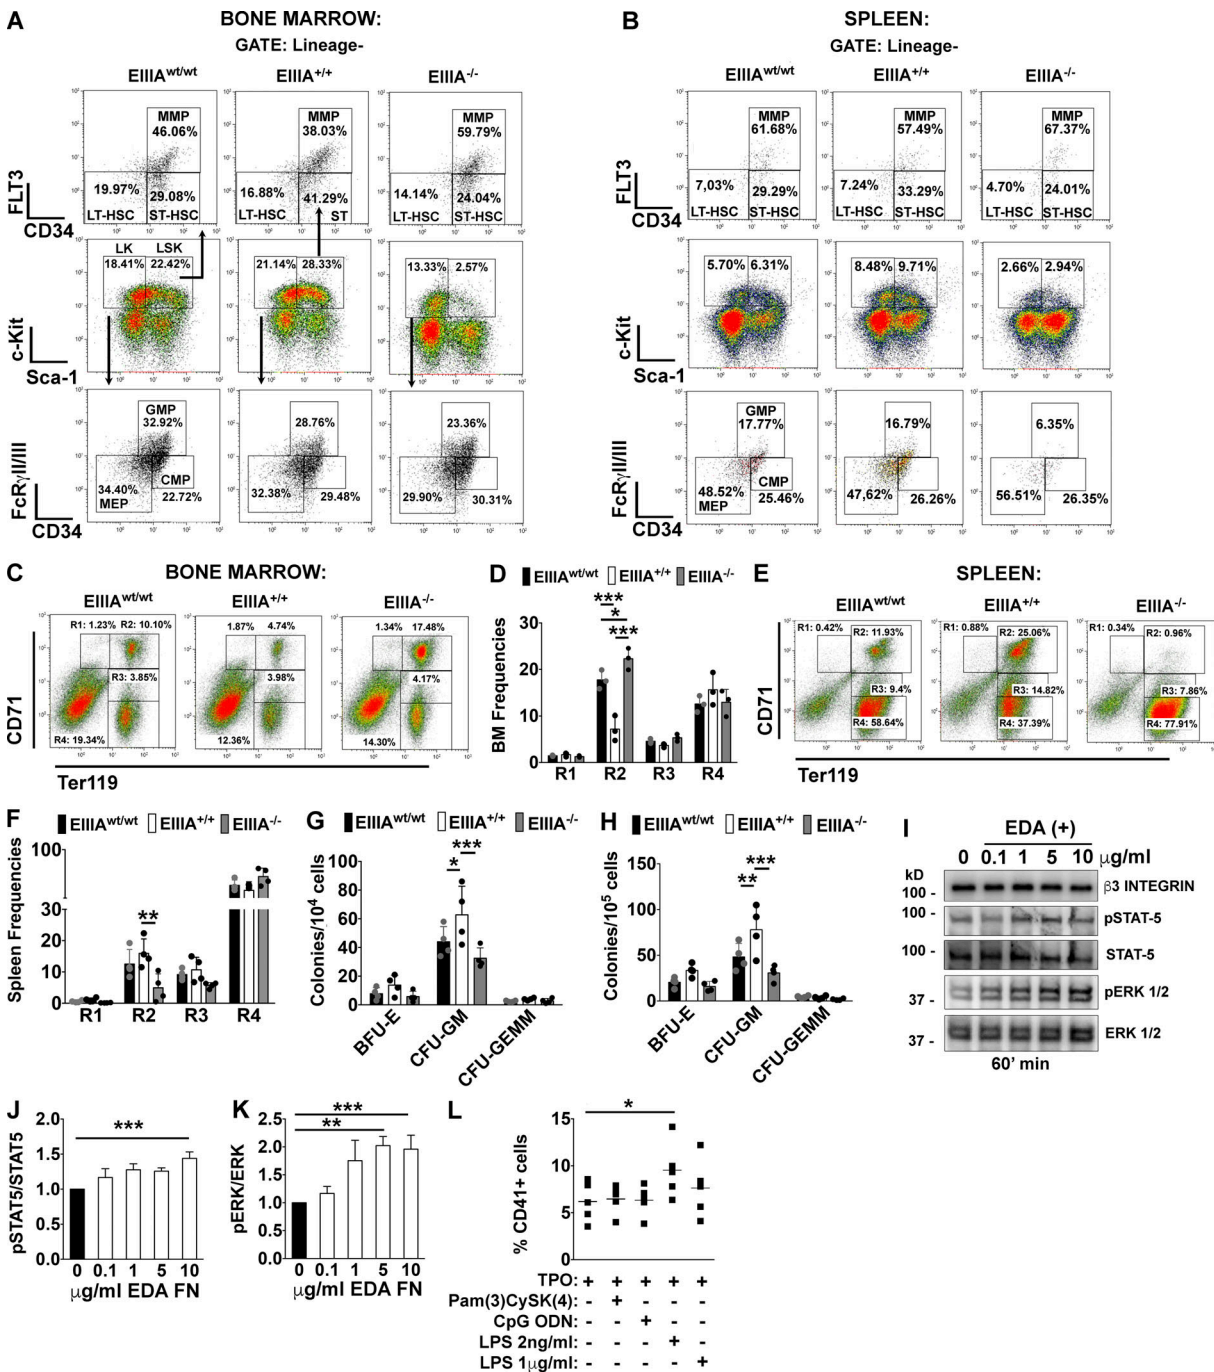 A
BONE MARROW:
GATE: Lineage-
EIIIAwt/wt
EIIIA+/+
EIIIA-/-
MMP
46.06%
MMP
38.03%
MMP
59.79%
19.97%
29.08%
16.88%
41.29%
14.14%
24.04%
LT-HSC
ST-HSC
LT-HSC
ST
LT-HSC
ST-HSC
FLT3
CD34
LK
LSK
18.41%
22.42%
21.14%
28.33%
13.33%
2.57%
c-Kit
Sca-1
GMP
32.92%
28.76%
23.36%
CMP
34.40%
22.72%
32.38%
29.48%
29.90%
30.31%
MEP
FcRγII/III
CD34
B
SPLEEN:
GATE: Lineage-
EIIIAwt/wt
EIIIA+/+
EIIIA-/-
MMP
61.68%
MMP
57.49%
MMP
67.37%
7,03%
29.29%
7.24%
33.29%
4.70%
24.01%
LT-HSC
ST-HSC
LT-HSC
ST-HSC
LT-HSC
ST-HSC
FLT3
CD34
5.70%
6.31%
8.48%
9.71%
2.66%
2.94%
c-Kit
Sca-1
GMP
17.77%
16.79%
6.35%
CMP
48.52%
25.46%
47,62%
26.26%
56.51%
26.35%
MEP
FcRγII/III
CD34
C
BONE MARROW:
EIIIAwt/wt
EIIIA+/+
EIIIA-/-
R1: 1.23%
R2: 10.10%
1.87%
4.74%
1.34%
17.48%
R3: 3.85%
3.98%
4.17%
R4: 19.34%
12.36%
14.30%
CD71
Ter119
D
EIIIAwt/wt
EIIIA+/+
EIIIA-/-
***
*
***
30
20
10
0
BM Frequencies
R1
R2
R3
R4
E
SPLEEN:
EIIIAwt/wt
EIIIA+/+
EIIIA-/-
R1: 0.42%
R2: 11.93%
R1: 0.88%
R2: 25.06%
R1: 0.34%
R2: 0.96%
R3: 9.4%
R3: 14.82%
R3: 7.86%
R4: 58.64%
R4: 37.39%
R4: 77.91%
CD71
Ter119
F
EIIIAwt/wt
EIIIA+/+
EIIIA-/-
100
30
20
10
0
**
Spleen Frequencies
R1
R2
R3
R4
G
EIIIAwt/wt
EIIIA+/+
EIIIA-/-
***
*
100
80
60
40
20
0
Colonies/10⁴ cells
BFU-E
CFU-GM
CFU-GEMM
H
EIIIAwt/wt
EIIIA+/+
EIIIA-/-
***
**
150
100
50
0
Colonies/10⁵ cells
BFU-E
CFU-GM
CFU-GEMM
I
EDA (+)
0 0.1 1 5 10 μg/ml
kD
100 -
β3 INTEGRIN
100 -
pSTAT-5
100 -
STAT-5
37 -
pERK 1/2
37 -
ERK 1/2
60' min
J
***
2.0
1.5
1.0
0.5
0.0
pSTAT5/STAT5
0 0.1 1 5 10
μg/ml EDA FN
K
***
**
2.5
2.0
1.5
1.0
0.5
0.0
pERK/ERK
0 0.1 1 5 10
μg/ml EDA FN
L
*
15
10
5
0
% CD41+ cells
TPO: + + + + +
Pam(3)CySK(4): - + - - -
CpG ODN: - - + - -
LPS 2ng/ml: - - - + -
LPS 1μg/ml: - - - - +